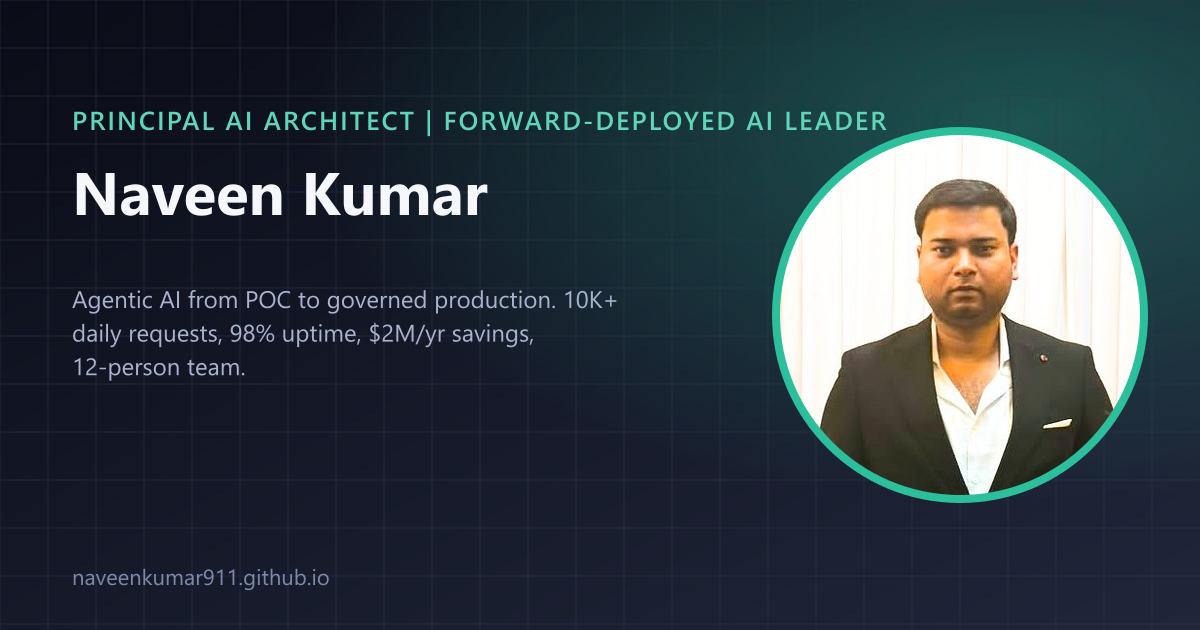 PRINCIPAL AI ARCHITECT | FORWARD-DEPLOYED AI LEADER
Naveen Kumar
Agentic AI from POC to governed production. 10K+
daily requests, 98% uptime, $2M/yr savings,
12-person team.
naveenkumar911.github.io